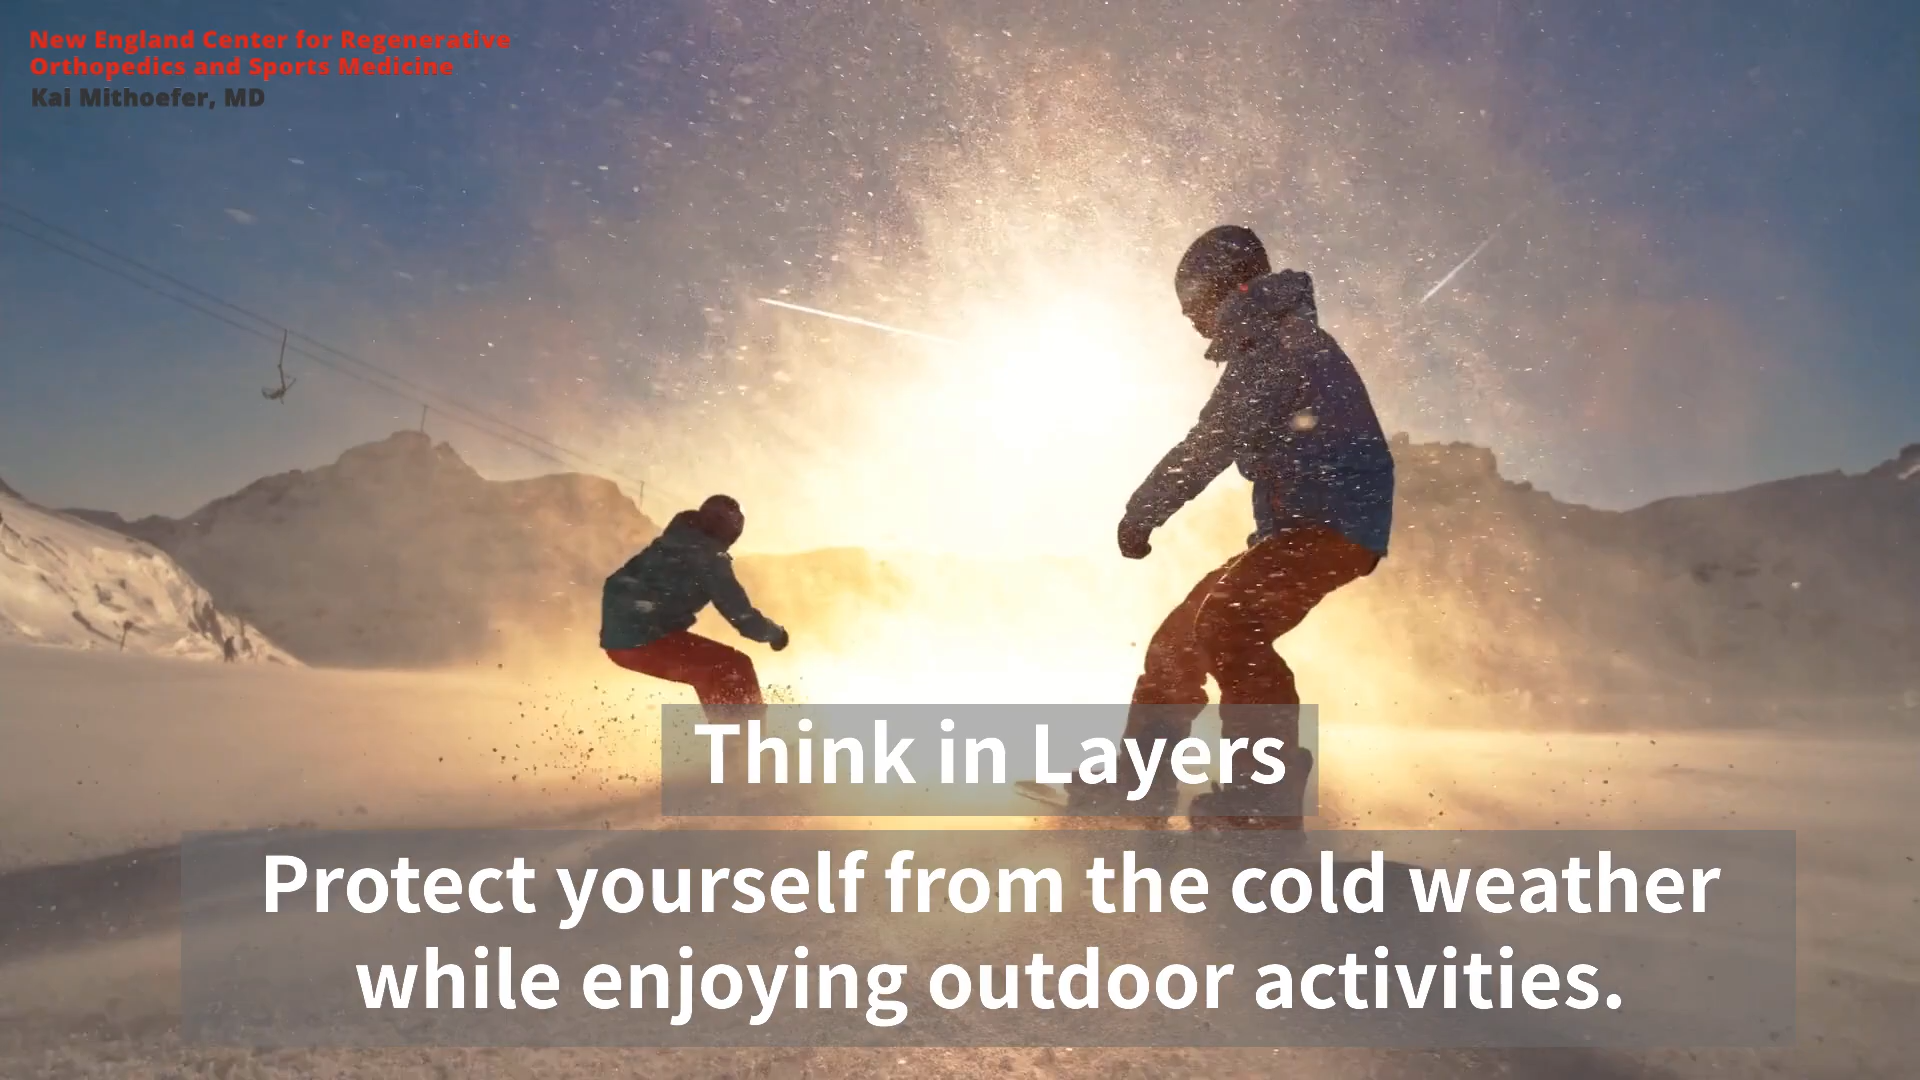 New England Center for Regenerative
Orthopedics and Sports Medicine
Kai Mithoefer, MD
Think in Layers
Protect yourself from the cold weather
while enjoying outdoor activities.